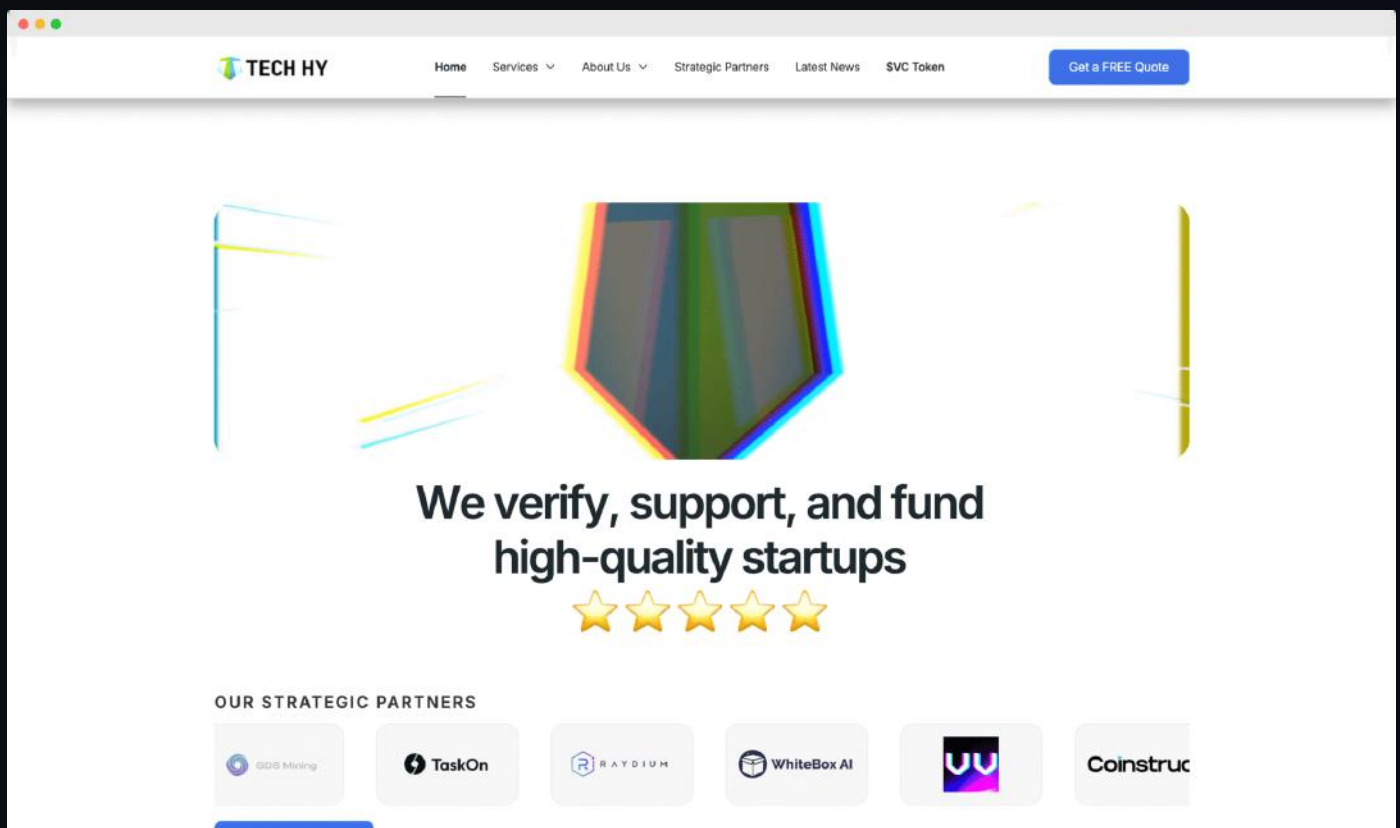 TECH HY
Home Services About Us Strategic Partners Latest News $VC Token Get a FREE Quote
We verify, support, and fund
high-quality startups
OUR STRATEGIC PARTNERS
GDS Mining TaskOn RAYDIUM WhiteBox AI VV Coinstruc